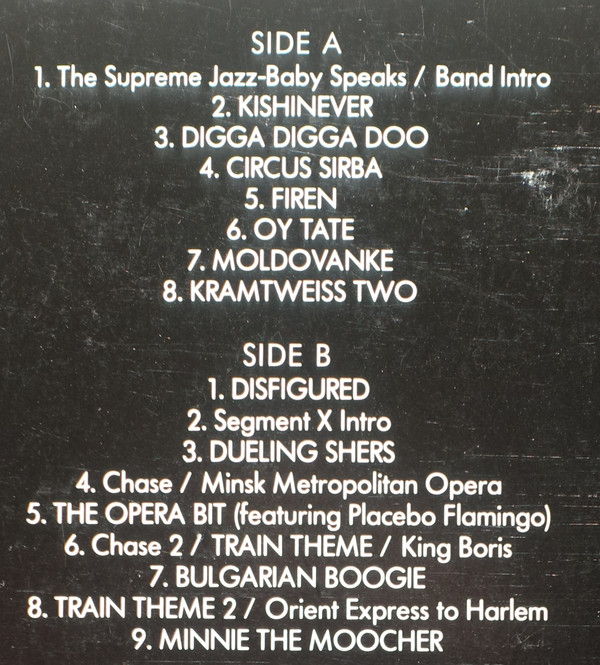 SIDE A
1. The Supreme Jazz-Baby Speaks / Band Intro
2. KISHINEVER
3. DIGGA DIGGA DOO
4. CIRCUS SIRBA
5. FIREN
6. OY TATE
7. MOLDOVANKE
8. KRAMTWEISS TWO
SIDE B
1. DISFIGURED
2. Segment X Intro
3. DUELING SHERS
4. Chase / Minsk Metropolitan Opera
5. THE OPERA BIT (featuring Placebo Flamingo)
6. Chase 2 / TRAIN THEME / King Boris
7. BULGARIAN BOOGIE
8. TRAIN THEME 2 / Orient Express to Harlem
9. MINNIE THE MOOCHER